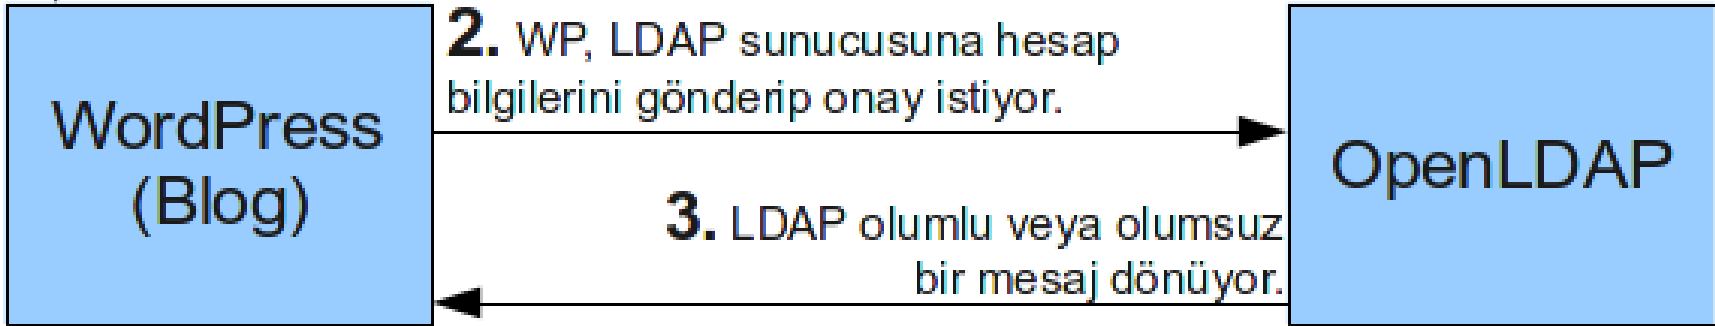 WordPress
(Blog)
2. WP, LDAP sunucusuna hesap
bilgilerini gönderip onay istiyor.
3. LDAP olumlu veya olumsuz
bir mesaj dönüyor.
OpenLDAP